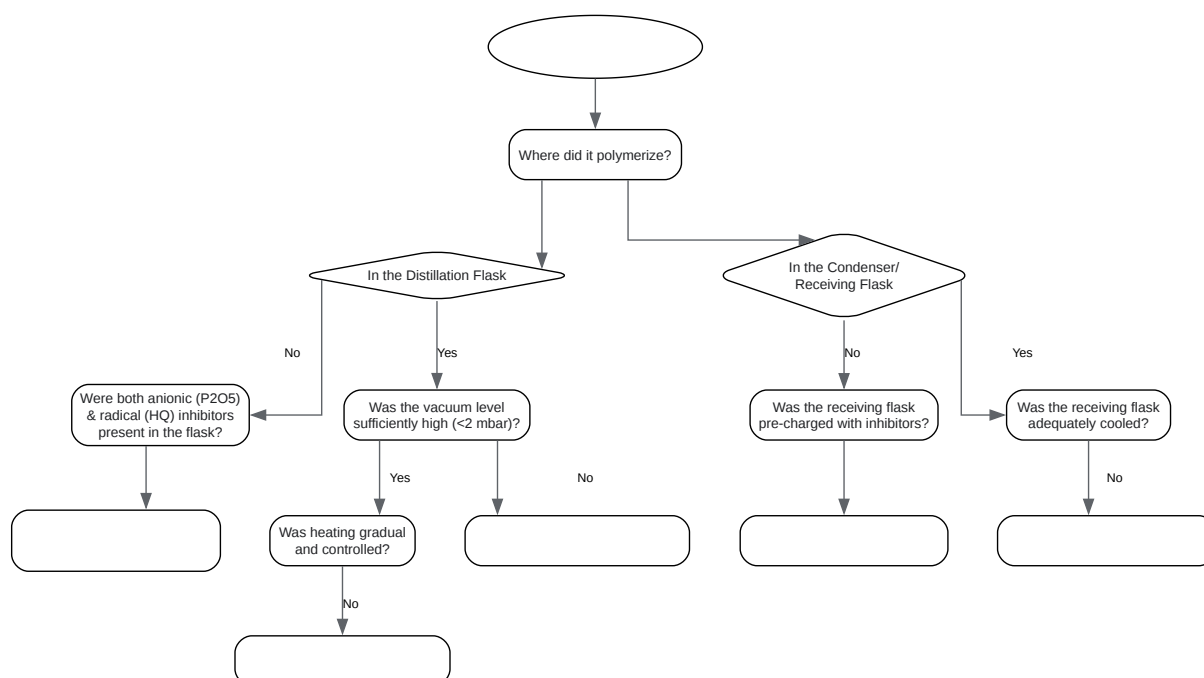 Where did it polymerize?
In the Distillation Flask
In the Condenser/
Receiving Flask
No
Yes
No
Yes
Were both anionic (P2O5)
& radical (HQ) inhibitors
present in the flask?
Was the vacuum level
sufficiently high (<2 mbar)?
Was the receiving flask
pre-charged with inhibitors?
Was the receiving flask
adequately cooled?
Yes
No
No
Was heating gradual
and controlled?
No